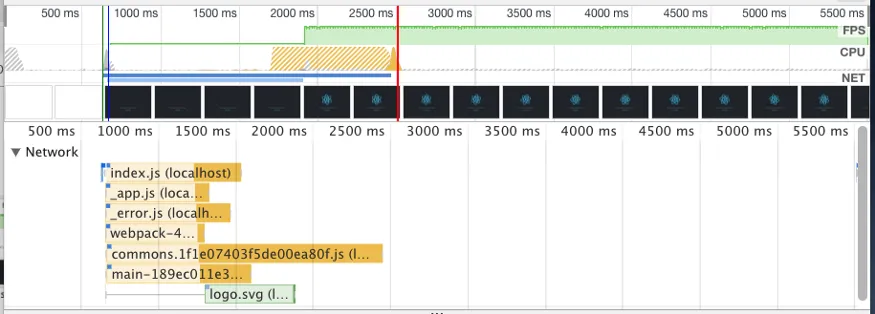 500 ms 1000 ms 1500 ms 2000 ms 2500 ms 3000 ms 3500 ms 4000 ms 4500 ms 5000 ms 5500 ms
FPS
CPU
NET
500 ms 1000 ms 1500 ms 2000 ms 2500 ms 3000 ms 3500 ms 4000 ms 4500 ms 5000 ms 5500 ms
▼ Network
index.js (localhost)
_app.js (loca...
_error.js (localh...
webpack-4...
commons.1f1e07403f5de00ea80f.js (l...
main-189ec011e3...
logo.svg (l...